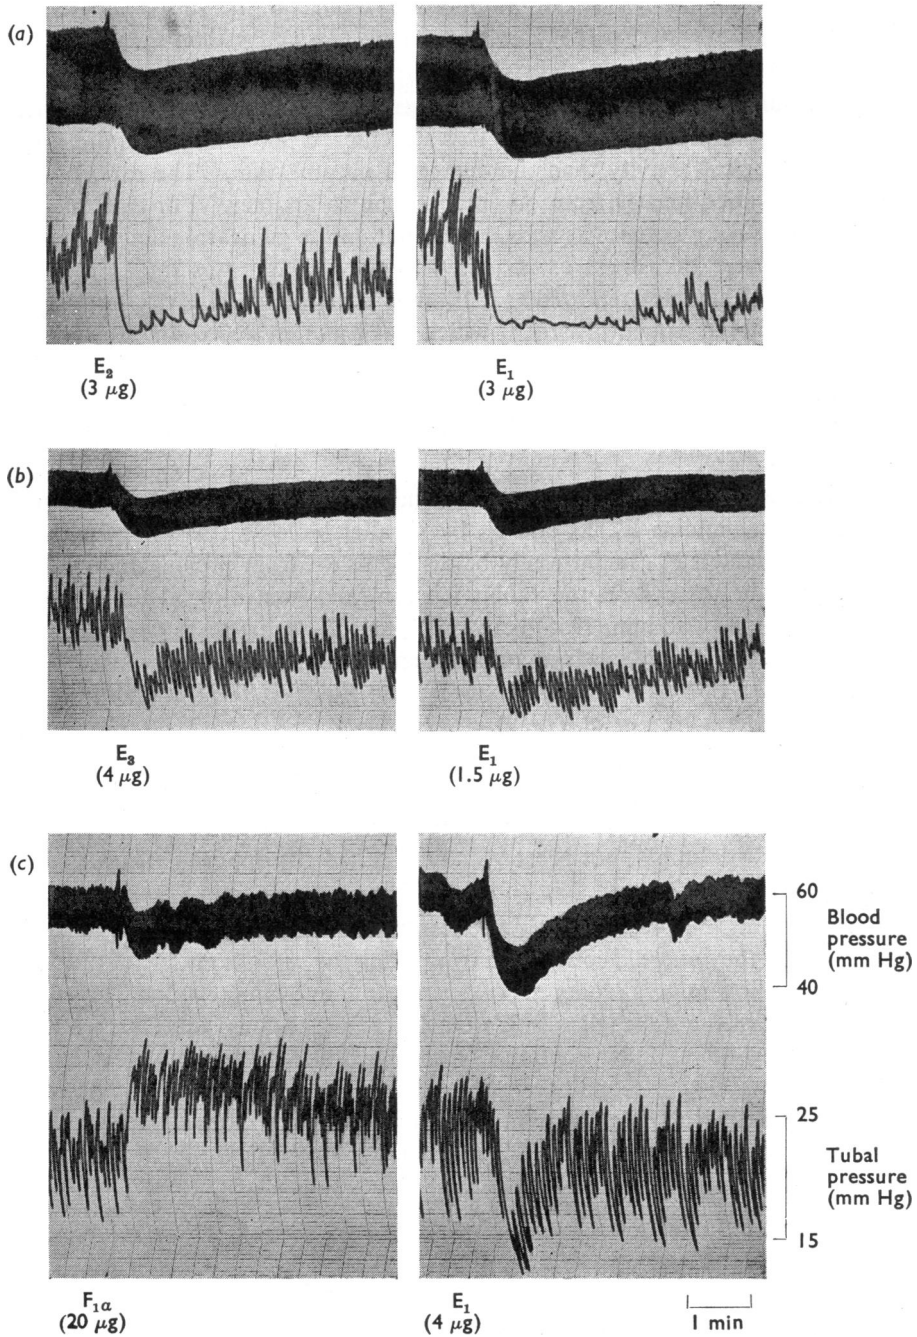 (a)
E₂ E₁
(3 μg) (3 μg)
(b)
E₃ E₁
(4 μg) (1.5 μg)
(c)
60
Blood
pressure
(mm Hg)
40
25
Tubal
pressure
(mm Hg)
15
F₁α E₁
(20 μg) (4 μg) 1 min